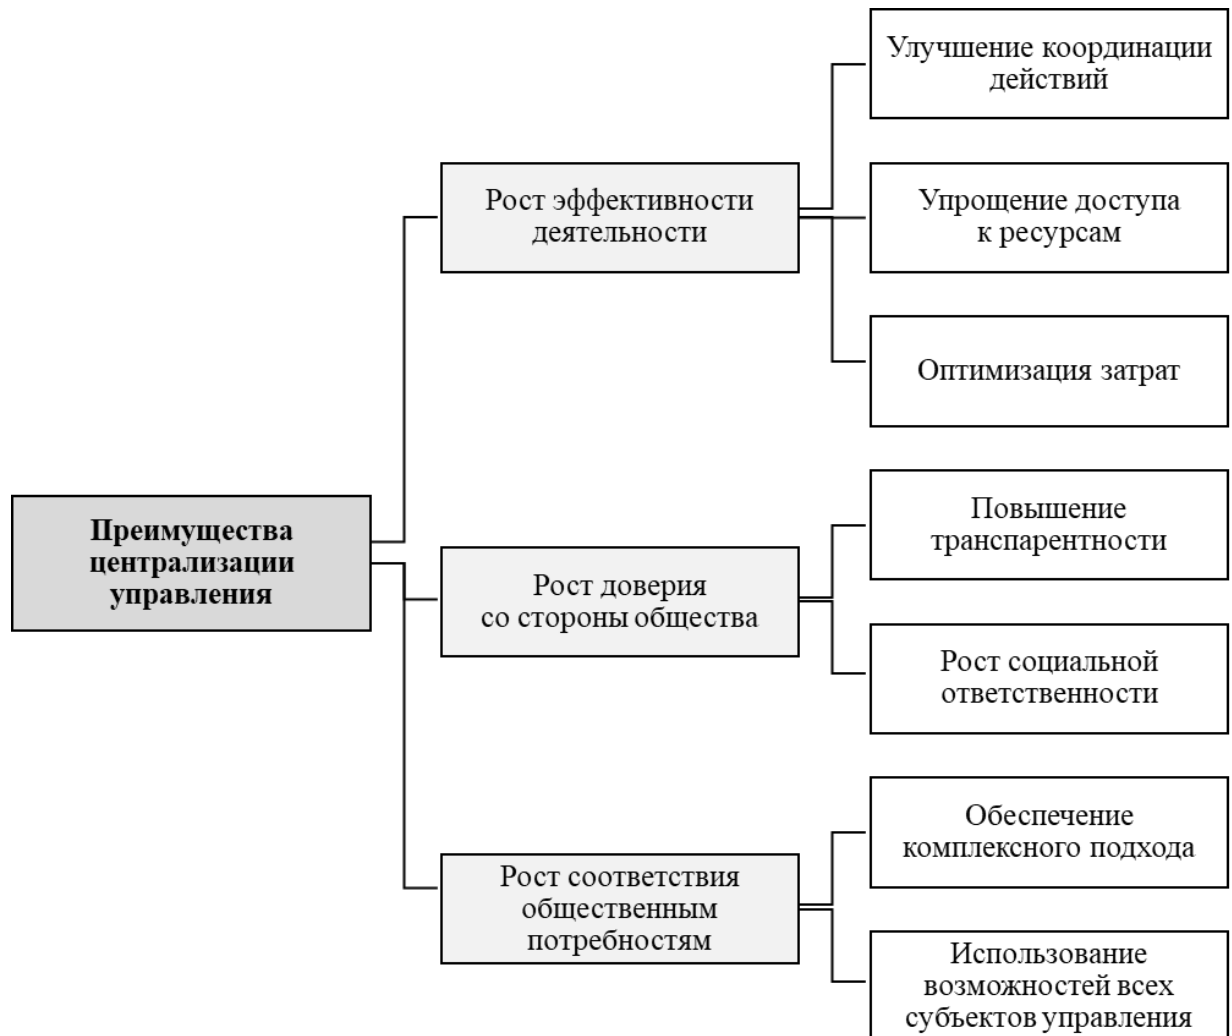 Преимущества
централизации
управления
Рост эффективности
деятельности
Улучшение координации
действий
Упрощение доступа
к ресурсам
Оптимизация затрат
Рост доверия
со стороны общества
Повышение
транспарентности
Рост социальной
ответственности
Рост соответствия
общественным
потребностям
Обеспечение
комплексного подхода
Использование
возможностей всех
субъектов управления